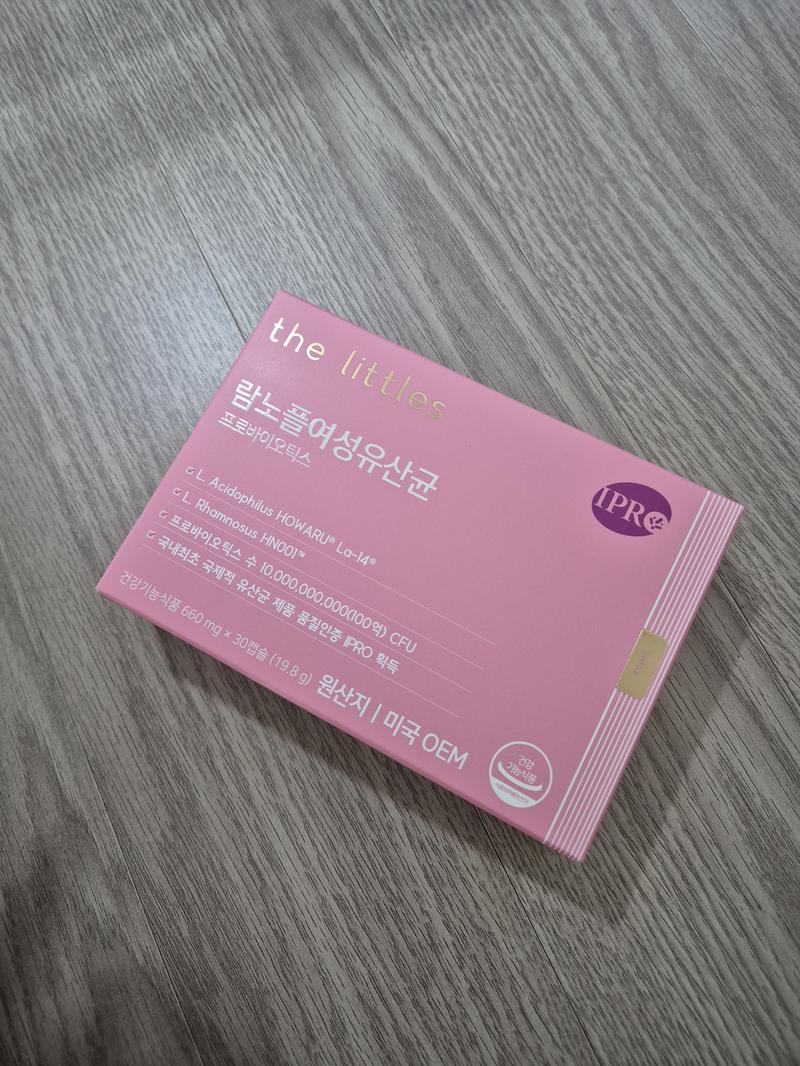 the littles
람노플여성유산균
프로바이오틱스
L. Acidophilus HOWARU® La-14®
L. Rhamnosus HN001™
프로바이오틱스 수 10,000,000,000(100억) CFU
국내최초 국제적 유산균 제품 품질인증 IPRO 획득
건강기능식품 660 mg × 30캡슐 (19.8 g)
원산지 | 미국 OEM
IPRO
건강
기능식품